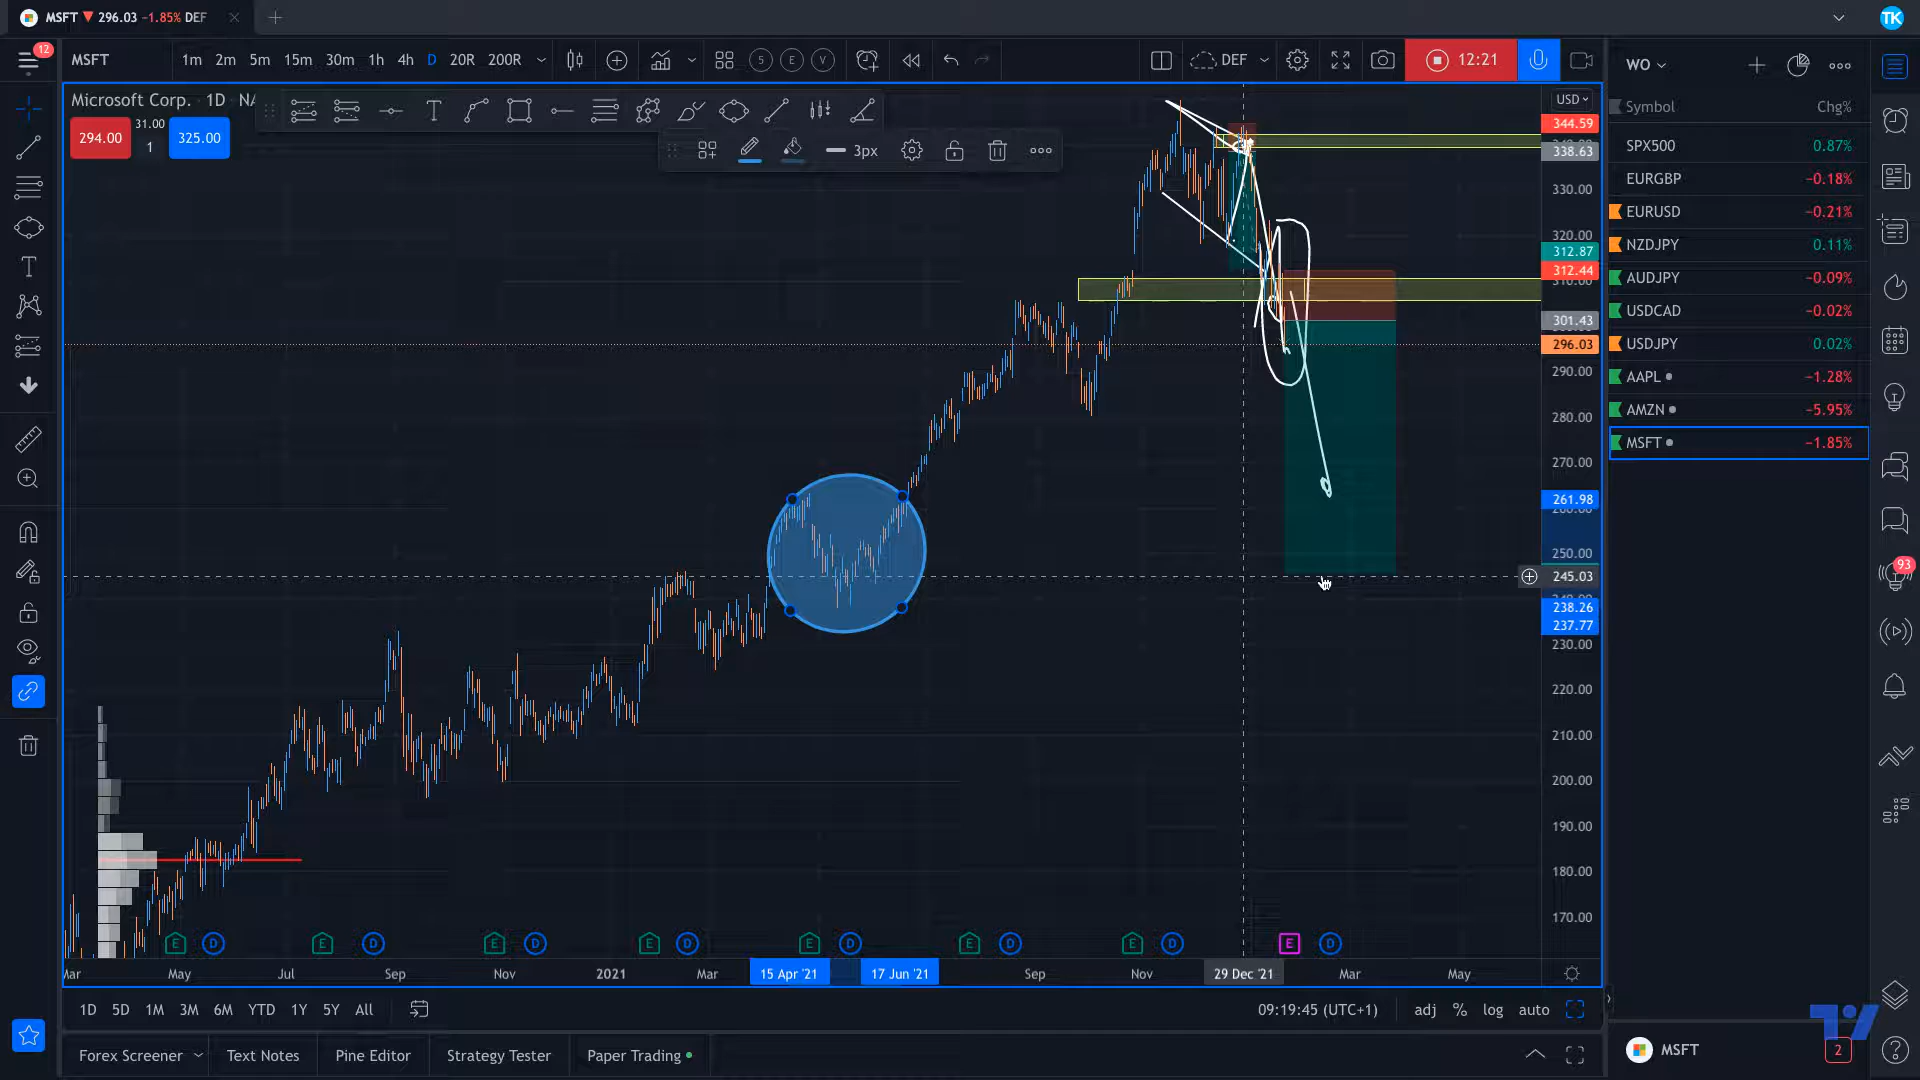 MSFT 296.03 −1.85% DEF
TK
12
MSFT 1m 2m 5m 15m 30m 1h 4h D 20R 200R 5 E V DEF 12:21
WO
Microsoft Corp. · 1D · NA
USD
294.00 31.00 1 325.00
3px
344.59
338.63
330.00
320.00
312.87
312.44
301.43
296.03
290.00
280.00
270.00
261.98
250.00
245.03
238.26
237.77
230.00
220.00
210.00
200.00
190.00
180.00
170.00
Symbol Chg%
SPX500 0.87%
EURGBP −0.18%
EURUSD −0.21%
NZDJPY 0.11%
AUDJPY −0.09%
USDCAD −0.02%
USDJPY 0.02%
AAPL −1.28%
AMZN −5.95%
MSFT −1.85%
93
E D E D E D E D E D E D E D E D
Mar May Jul Sep Nov 2021 Mar 15 Apr '21 17 Jun '21 Sep Nov 29 Dec '21 Mar May
1D 5D 1M 3M 6M YTD 1Y 5Y All 09:19:45 (UTC+1) adj % log auto
Forex Screener Text Notes Pine Editor Strategy Tester Paper Trading
MSFT 2